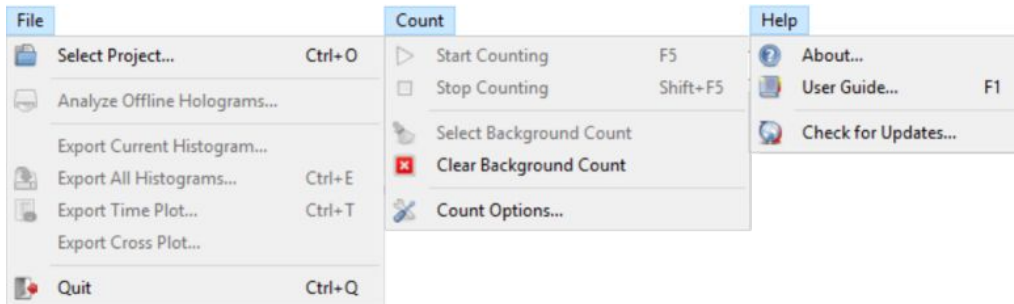 File
Select Project... Ctrl+O
Analyze Offline Holograms...
Export Current Histogram...
Export All Histograms... Ctrl+E
Export Time Plot... Ctrl+T
Export Cross Plot...
Quit Ctrl+Q
Count
Start Counting F5
Stop Counting Shift+F5
Select Background Count
Clear Background Count
Count Options...
Help
About...
User Guide... F1
Check for Updates...